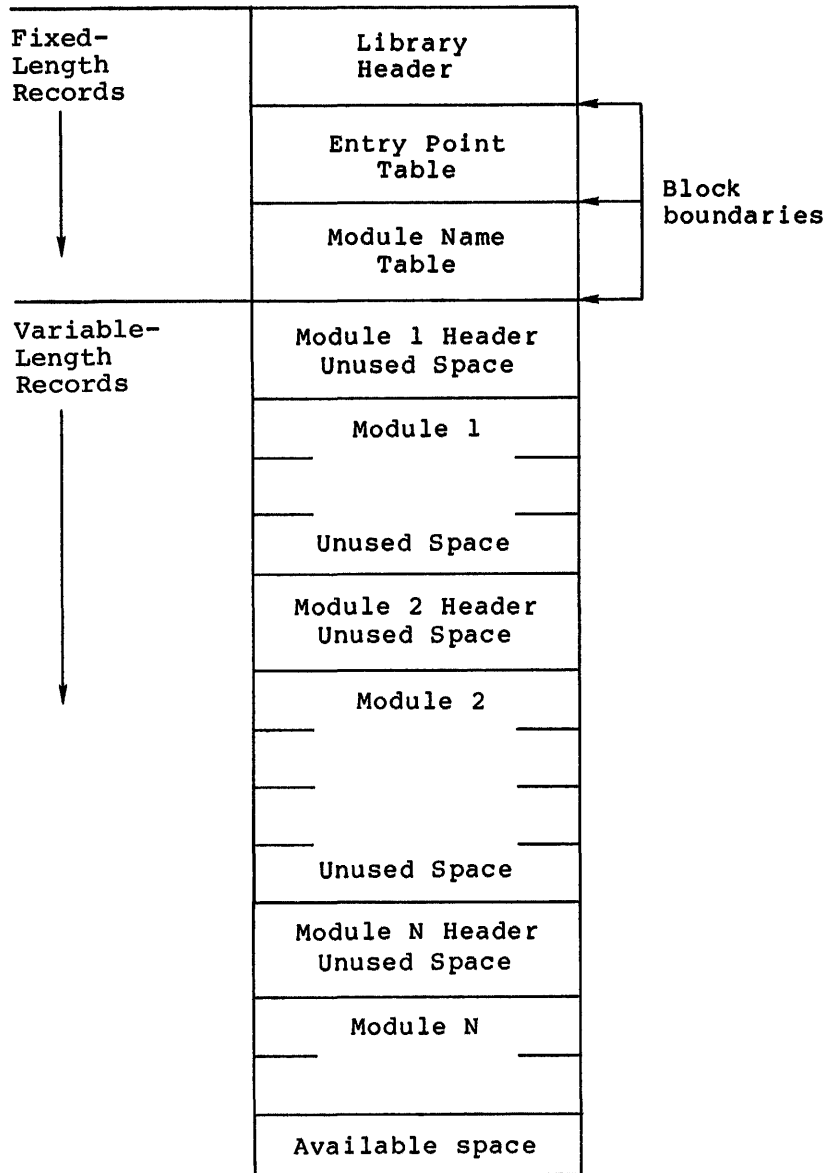 Fixed-
Length
Records
Library
Header
Entry Point
Table
Block
boundaries
Module Name
Table
Variable-
Length
Records
Module 1 Header
Unused Space
Module 1
Unused Space
Module 2 Header
Unused Space
Module 2
Unused Space
Module N Header
Unused Space
Module N
Available space